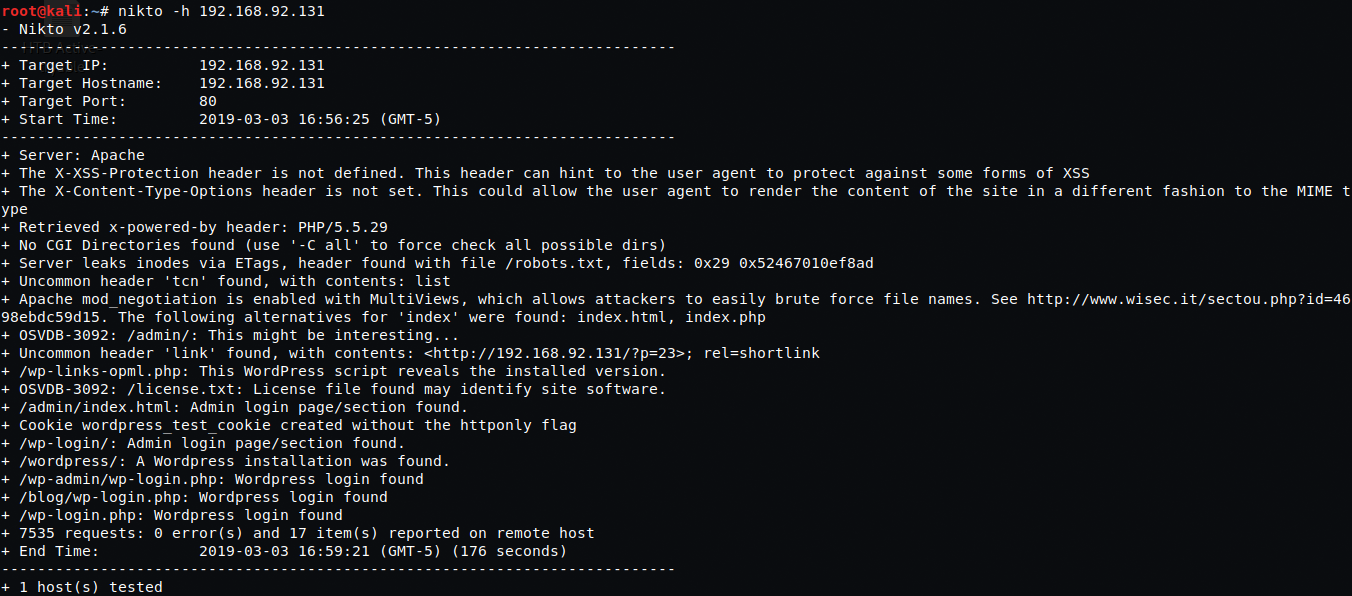 root@kali:~# nikto -h 192.168.92.131
- Nikto v2.1.6
---------------------------------------------------------------------------
+ Target IP:          192.168.92.131
+ Target Hostname:    192.168.92.131
+ Target Port:        80
+ Start Time:         2019-03-03 16:56:25 (GMT-5)
---------------------------------------------------------------------------
+ Server: Apache
+ The X-XSS-Protection header is not defined. This header can hint to the user agent to protect against some forms of XSS
+ The X-Content-Type-Options header is not set. This could allow the user agent to render the content of the site in a different fashion to the MIME t
ype
+ Retrieved x-powered-by header: PHP/5.5.29
+ No CGI Directories found (use '-C all' to force check all possible dirs)
+ Server leaks inodes via ETags, header found with file /robots.txt, fields: 0x29 0x52467010ef8ad
+ Uncommon header 'tcn' found, with contents: list
+ Apache mod_negotiation is enabled with MultiViews, which allows attackers to easily brute force file names. See http://www.wisec.it/sectou.php?id=46
98ebdc59d15. The following alternatives for 'index' were found: index.html, index.php
+ OSVDB-3092: /admin/: This might be interesting...
+ Uncommon header 'link' found, with contents: <http://192.168.92.131/?p=23>; rel=shortlink
+ /wp-links-opml.php: This WordPress script reveals the installed version.
+ OSVDB-3092: /license.txt: License file found may identify site software.
+ /admin/index.html: Admin login page/section found.
+ Cookie wordpress_test_cookie created without the httponly flag
+ /wp-login/: Admin login page/section found.
+ /wordpress/: A Wordpress installation was found.
+ /wp-admin/wp-login.php: Wordpress login found
+ /blog/wp-login.php: Wordpress login found
+ /wp-login.php: Wordpress login found
+ 7535 requests: 0 error(s) and 17 item(s) reported on remote host
+ End Time:           2019-03-03 16:59:21 (GMT-5) (176 seconds)
---------------------------------------------------------------------------
+ 1 host(s) tested